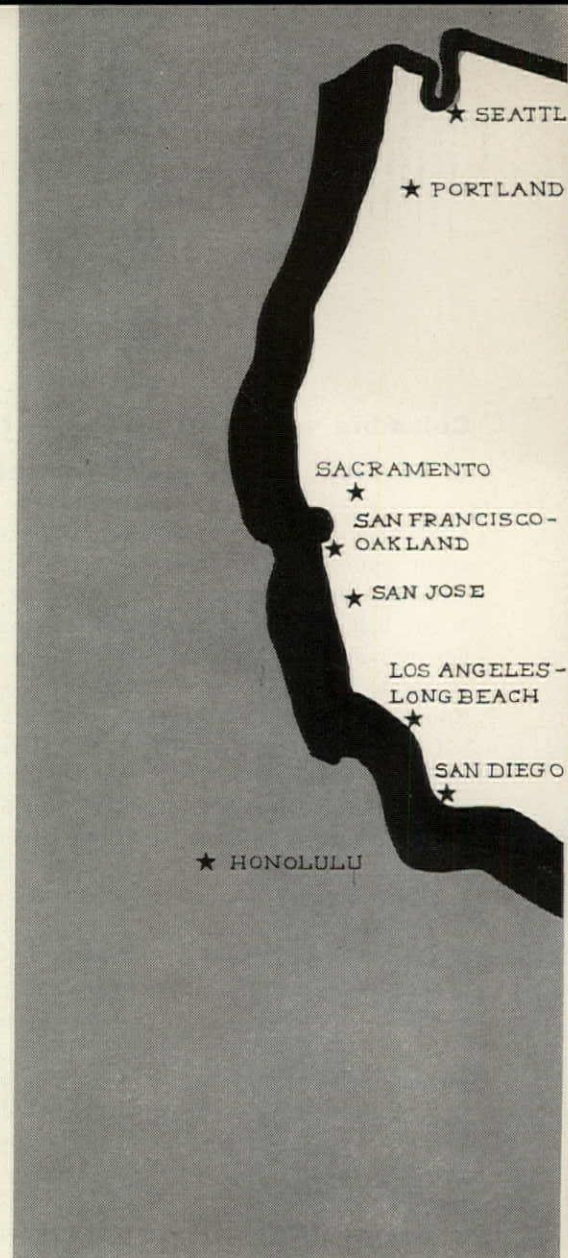 ★ SEATTL
★ PORTLAND
SACRAMENTO
★
SAN FRANCISCO-
★ OAKLAND
★ SAN JOSE
LOS ANGELES-
LONG BEACH
★
SAN DIEGO
★
★ HONOLULU